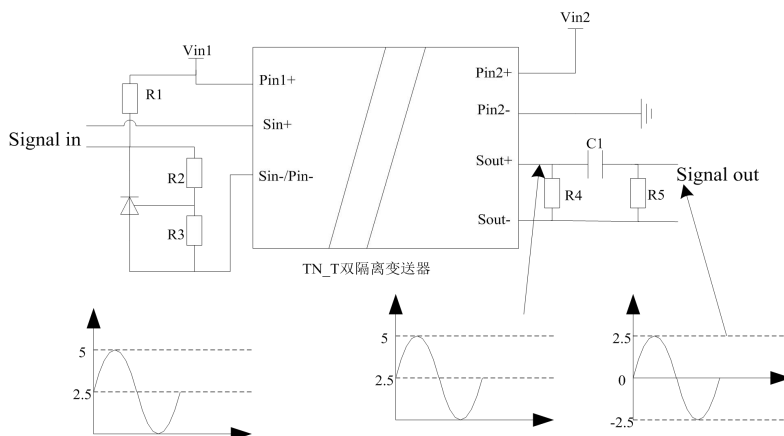 Vin1
Vin2
R1
Pin1+
Pin2+
Signal in
Sin+
Pin2-
C1
R2
Sin-/Pin-
Sout+
Signal out
R4
R5
R3
Sout-
TN_T双隔离变送器
5
2.5
5
2.5
2.5
0
-2.5